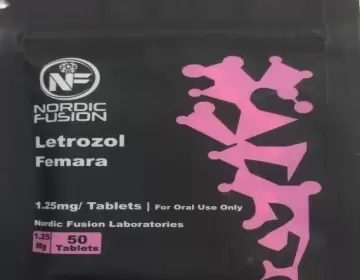 NF
NORDIC
FUSION
Letrozol
Femara
1.25mg/ Tablets | For Oral Use Only
Nordic Fusion Laboratories
1.25 Mg 50 Tablets